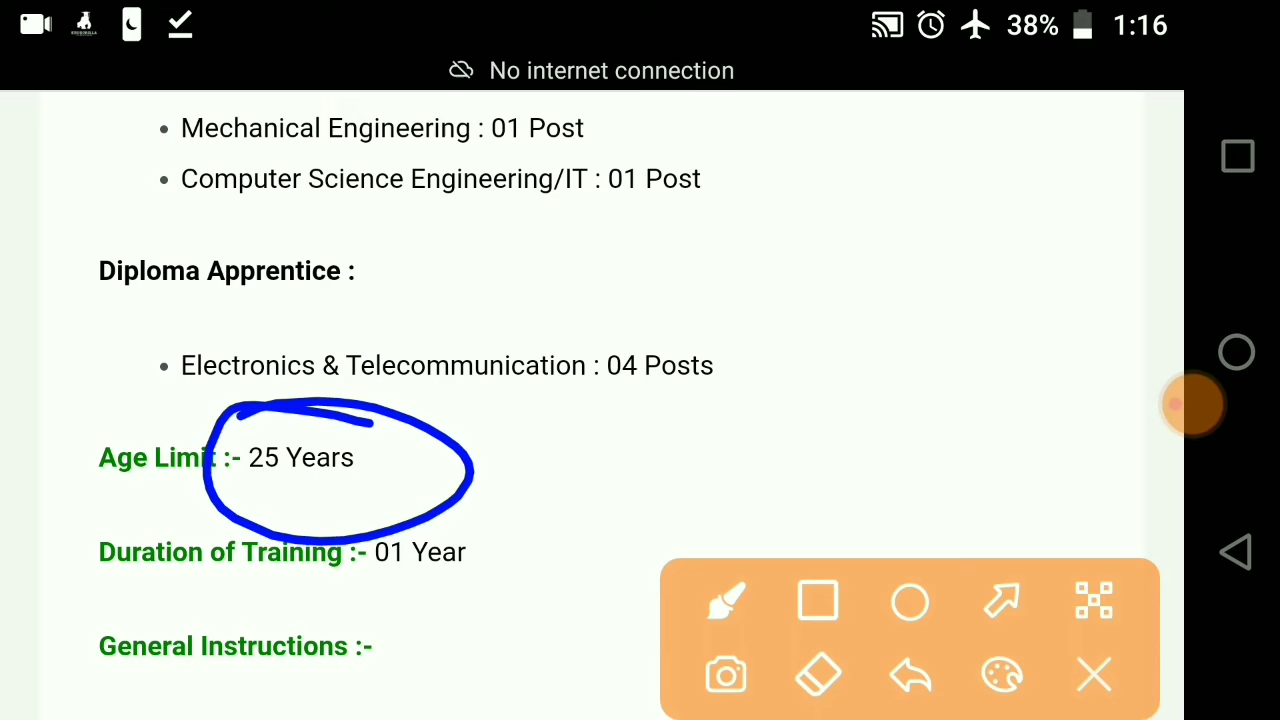 38% 1:16
No internet connection
• Mechanical Engineering : 01 Post
• Computer Science Engineering/IT : 01 Post
Diploma Apprentice :
• Electronics & Telecommunication : 04 Posts
Age Limit :- 25 Years
Duration of Training :- 01 Year
General Instructions :-